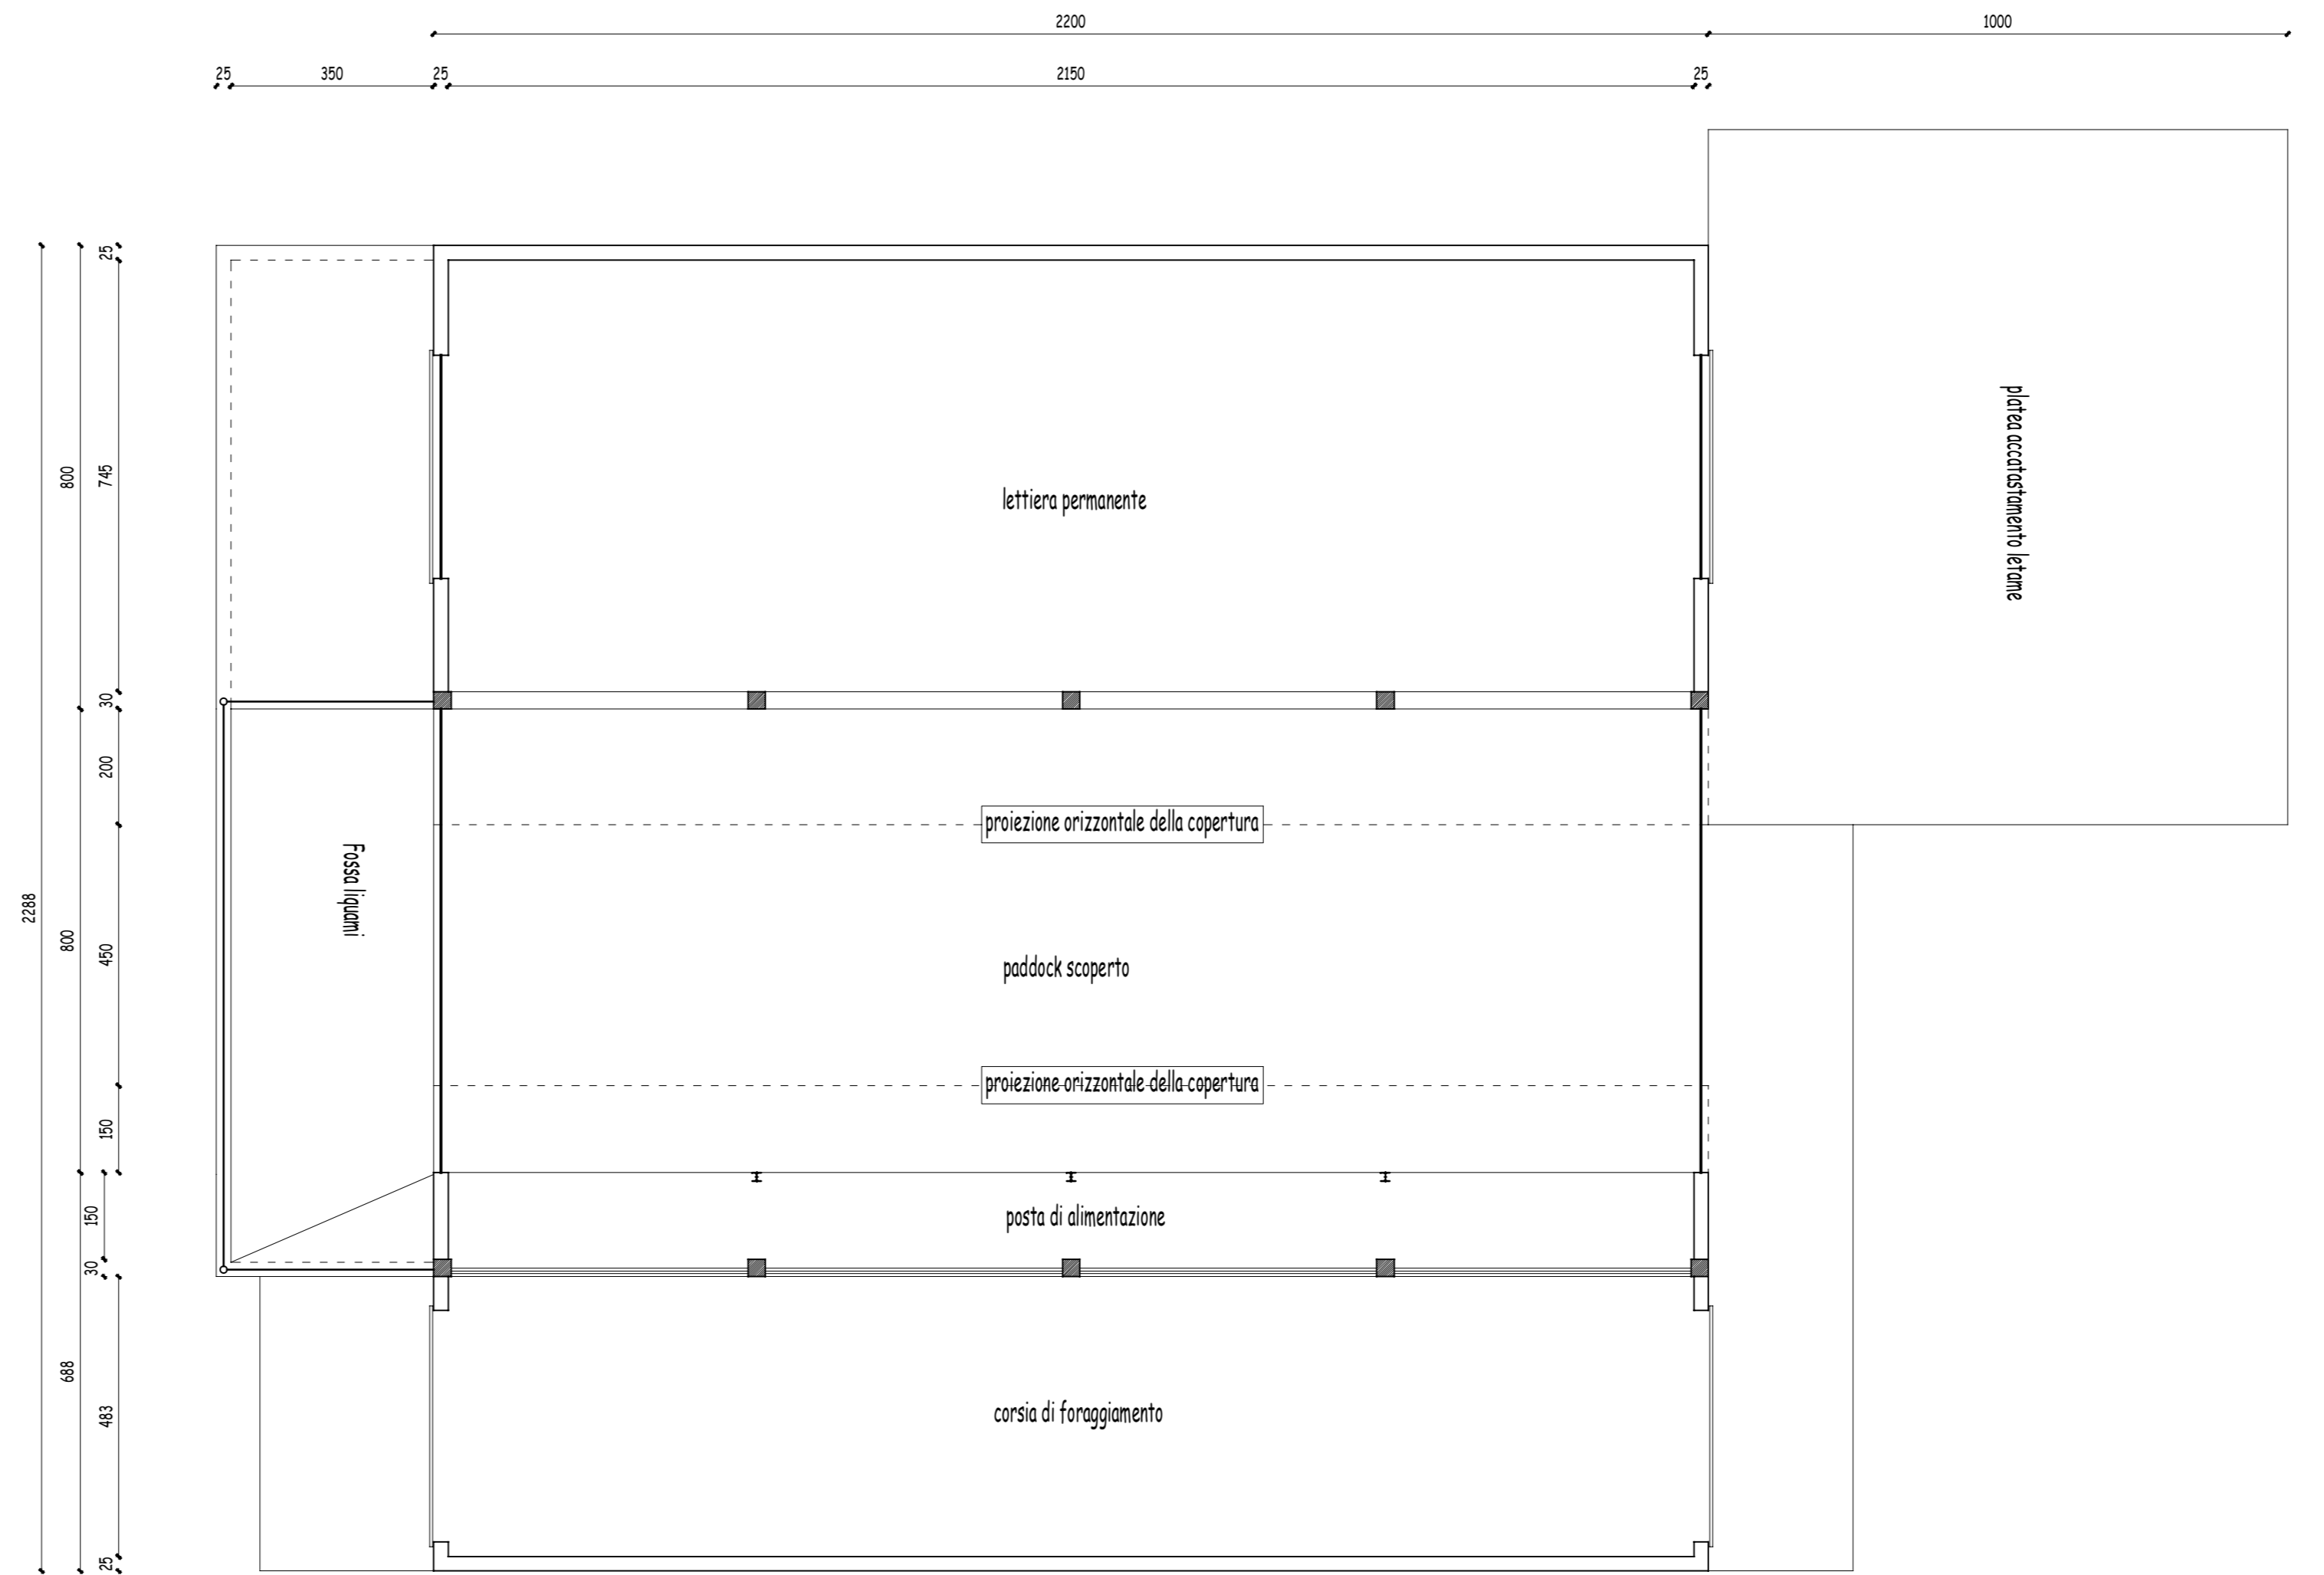 2200
1000
25
350
25
2150
25
2288
800
800
688
25
745
30
200
450
150
150
30
483
25
lettiera permanente
platea accatastamento letame
proiezione orizzontale della copertura
Fossa liquami
paddock scoperto
proiezione orizzontale della copertura
posta di alimentazione
corsia di foraggiamento